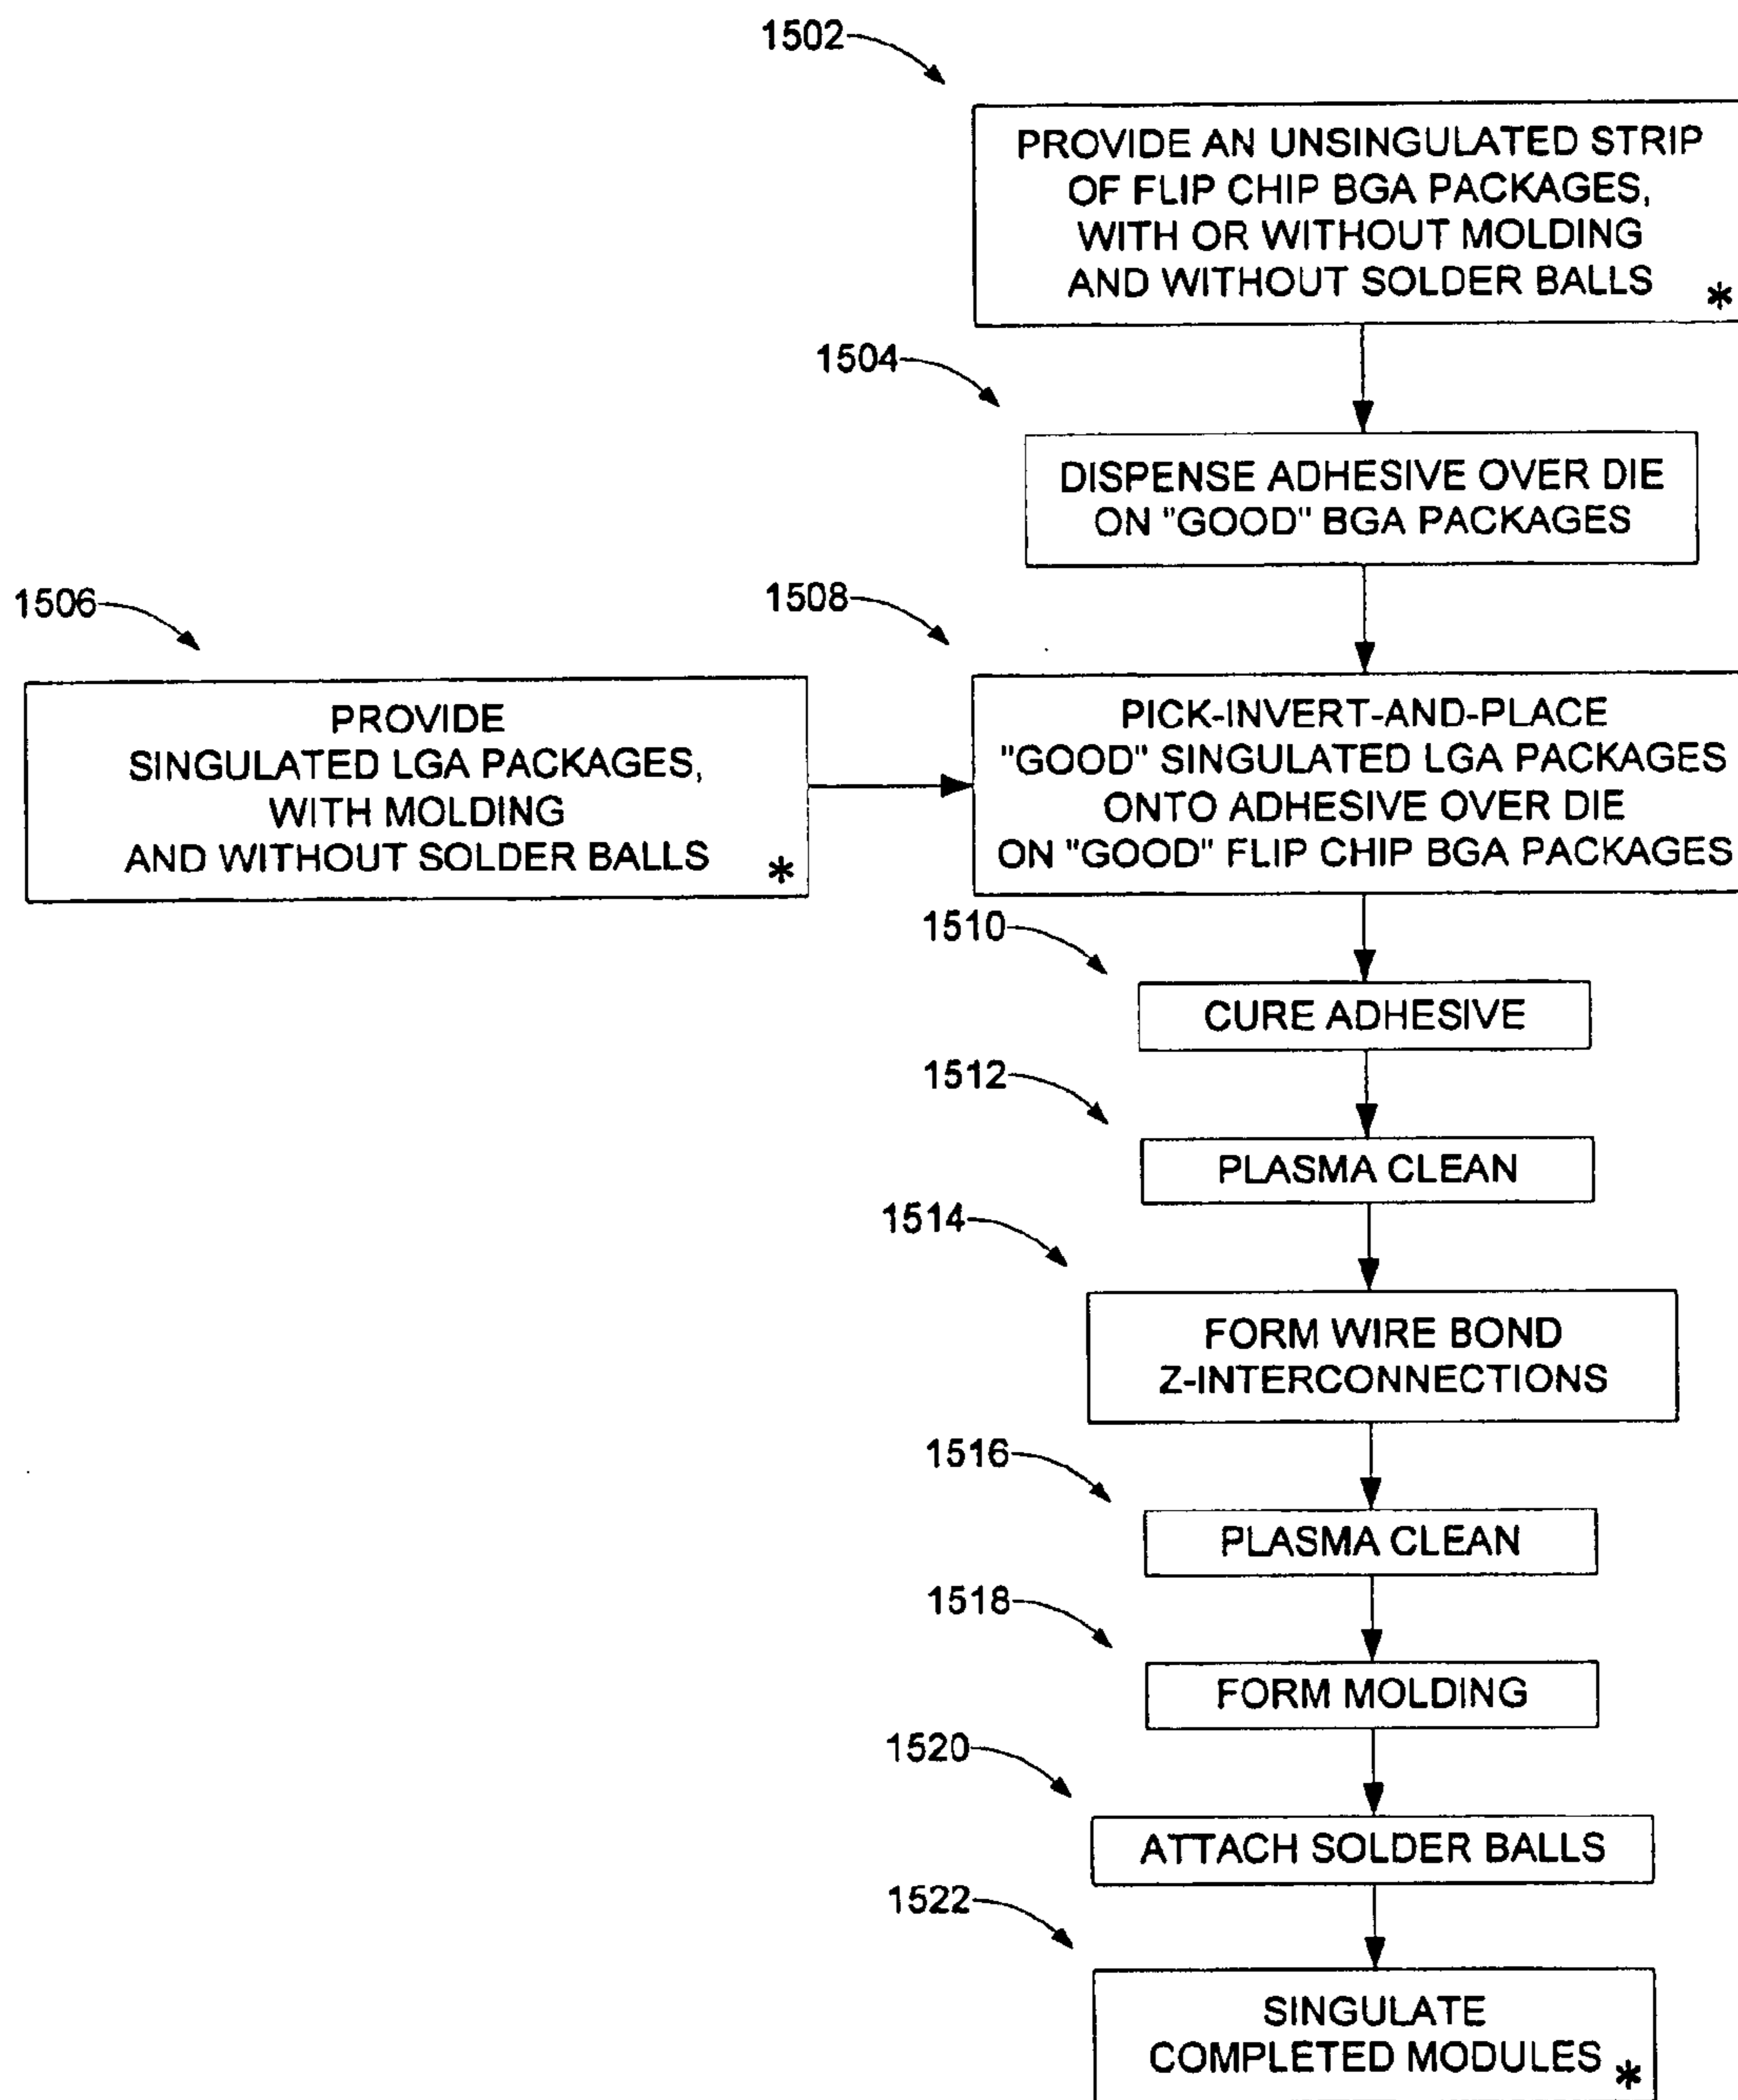 1502
PROVIDE AN UNSINGULATED STRIP
OF FLIP CHIP BGA PACKAGES,
WITH OR WITHOUT MOLDING
AND WITHOUT SOLDER BALLS *
1504
DISPENSE ADHESIVE OVER DIE
ON "GOOD" BGA PACKAGES
1506
PROVIDE
SINGULATED LGA PACKAGES,
WITH MOLDING
AND WITHOUT SOLDER BALLS *
1508
PICK-INVERT-AND-PLACE
"GOOD" SINGULATED LGA PACKAGES
ONTO ADHESIVE OVER DIE
ON "GOOD" FLIP CHIP BGA PACKAGES
1510
CURE ADHESIVE
1512
PLASMA CLEAN
1514
FORM WIRE BOND
Z-INTERCONNECTIONS
1516
PLASMA CLEAN
1518
FORM MOLDING
1520
ATTACH SOLDER BALLS
1522
SINGULATE
COMPLETED MODULES *